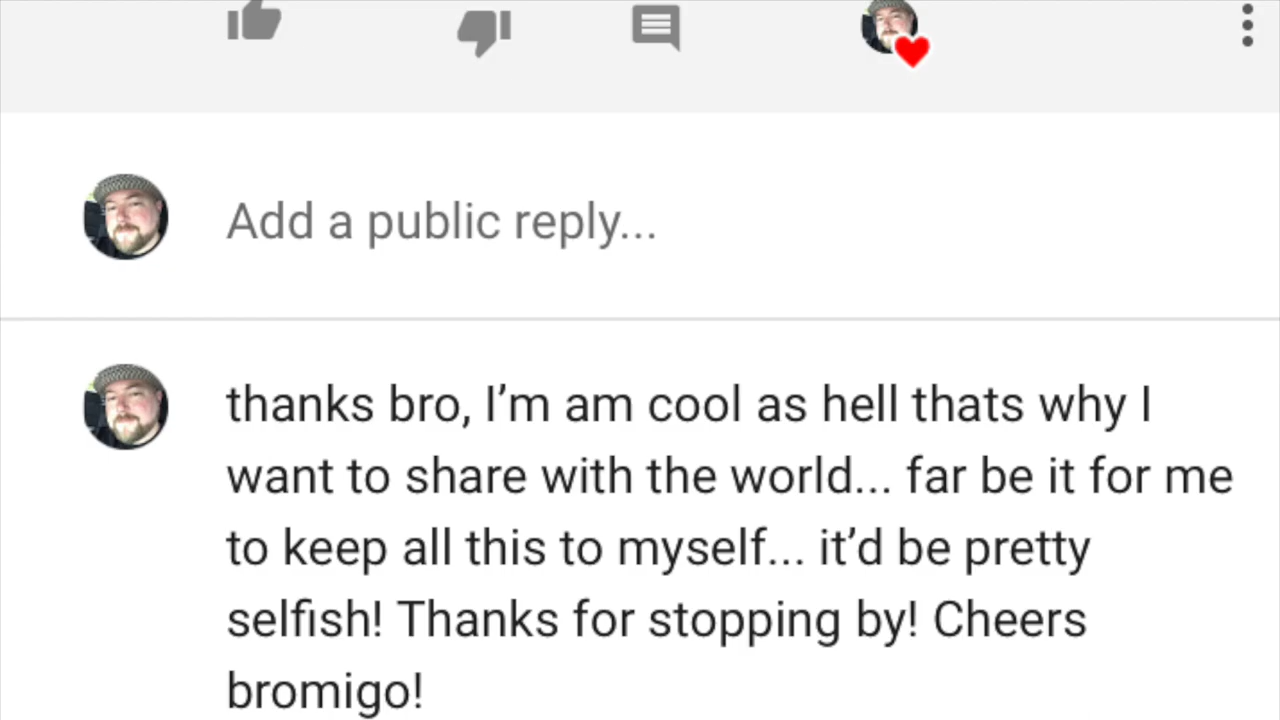 Add a public reply...
thanks bro, I’m am cool as hell thats why I
want to share with the world... far be it for me
to keep all this to myself... it’d be pretty
selfish! Thanks for stopping by! Cheers
bromigo!